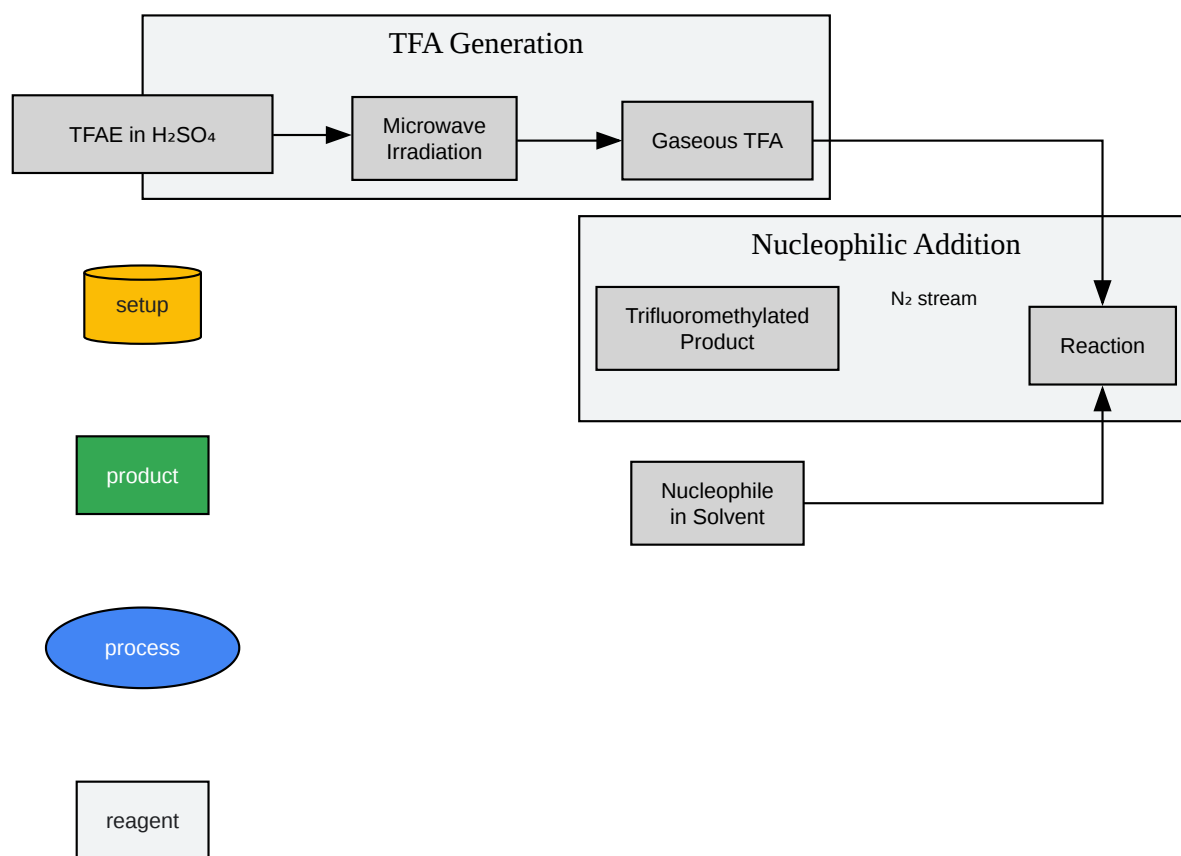 TFA Generation
TFAE in H₂SO₄
Microwave
Irradiation
Gaseous TFA
Nucleophilic Addition
N₂ stream
Trifluoromethylated
Product
Reaction
setup
product
Nucleophile
in Solvent
process
reagent